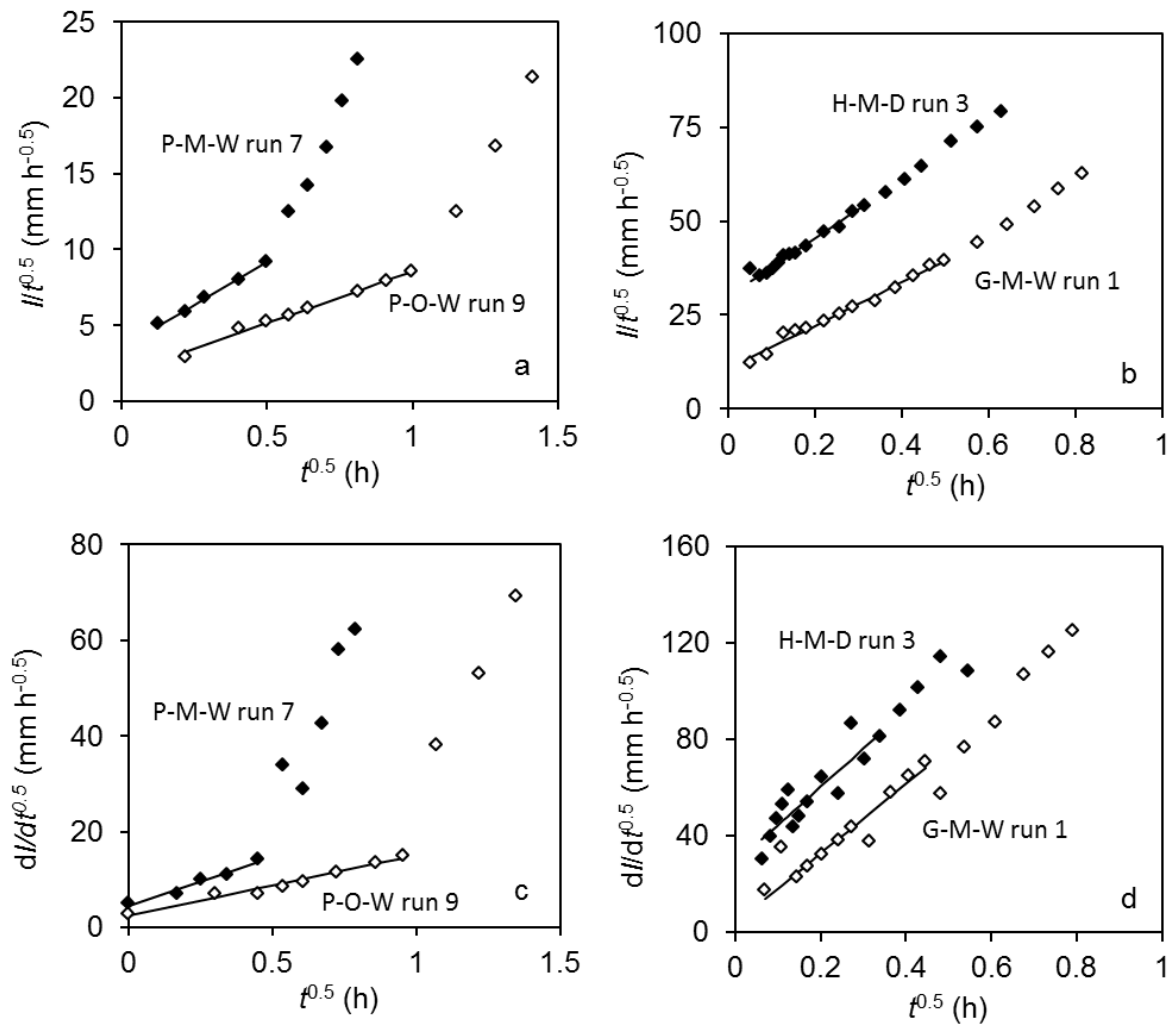 25
20
15
10
5
0
0
0.5
1
1.5
I/t^0.5 (mm h^-0.5)
t^0.5 (h)
P-M-W run 7
P-O-W run 9
a
100
75
50
25
0
0
0.2
0.4
0.6
0.8
1
I/t^0.5 (mm h^-0.5)
t^0.5 (h)
H-M-D run 3
G-M-W run 1
b
80
60
40
20
0
0
0.5
1
1.5
dI/dt^0.5 (mm h^-0.5)
t^0.5 (h)
P-M-W run 7
P-O-W run 9
c
160
120
80
40
0
0
0.2
0.4
0.6
0.8
1
dI/dt^0.5 (mm h^-0.5)
t^0.5 (h)
H-M-D run 3
G-M-W run 1
d